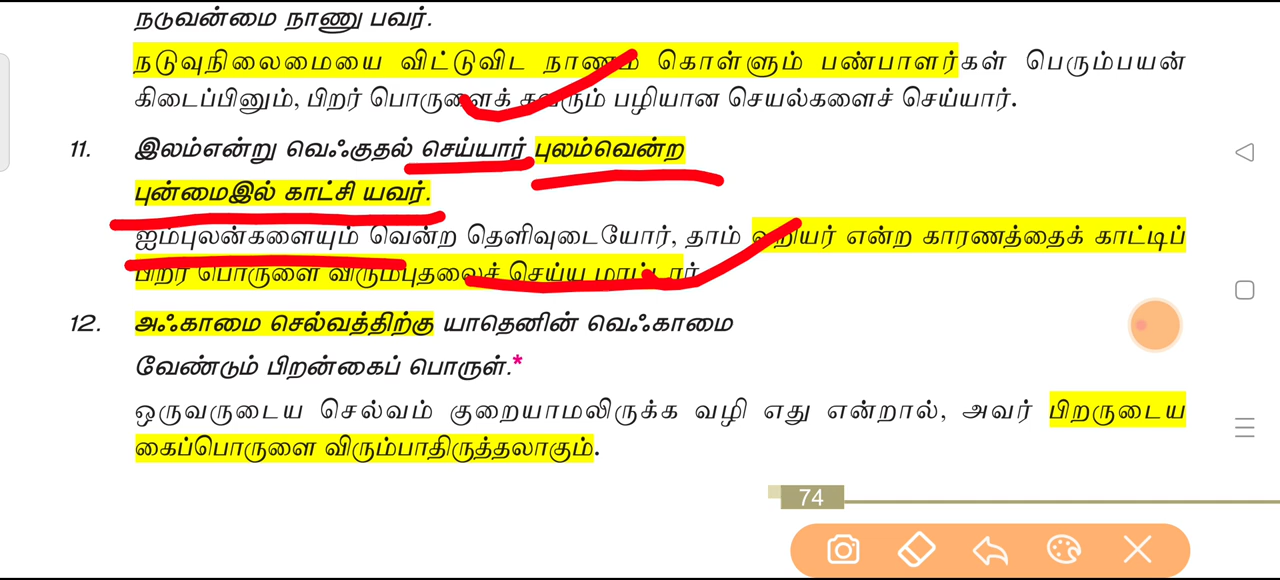 நடுவன்மை நாணு பவர்.
நடுவுநிலைமையை விட்டுவிட நாணம் கொள்ளும் பண்பாளர்கள் பெரும்பயன்
கிடைப்பினும், பிறர் பொருளைக் கவரும் பழியான செயல்களைச் செய்யார்.
11. இலம்என்று வெஃகுதல் செய்யார் புலம்வென்ற
புன்மைஇல் காட்சி யவர்.
ஐம்புலன்களையும் வென்ற தெளிவுடையோர், தாம் வறியர் என்ற காரணத்தைக் காட்டிப்
பிறர் பொருளை விரும்புதலைச் செய்ய மாட்டார்
12. அஃகாமை செல்வத்திற்கு யாதெனின் வெஃகாமை
வேண்டும் பிறன்கைப் பொருள்.*
ஒருவருடைய செல்வம் குறையாமலிருக்க வழி எது என்றால், அவர் பிறருடைய
கைப்பொருளை விரும்பாதிருத்தலாகும்.
74